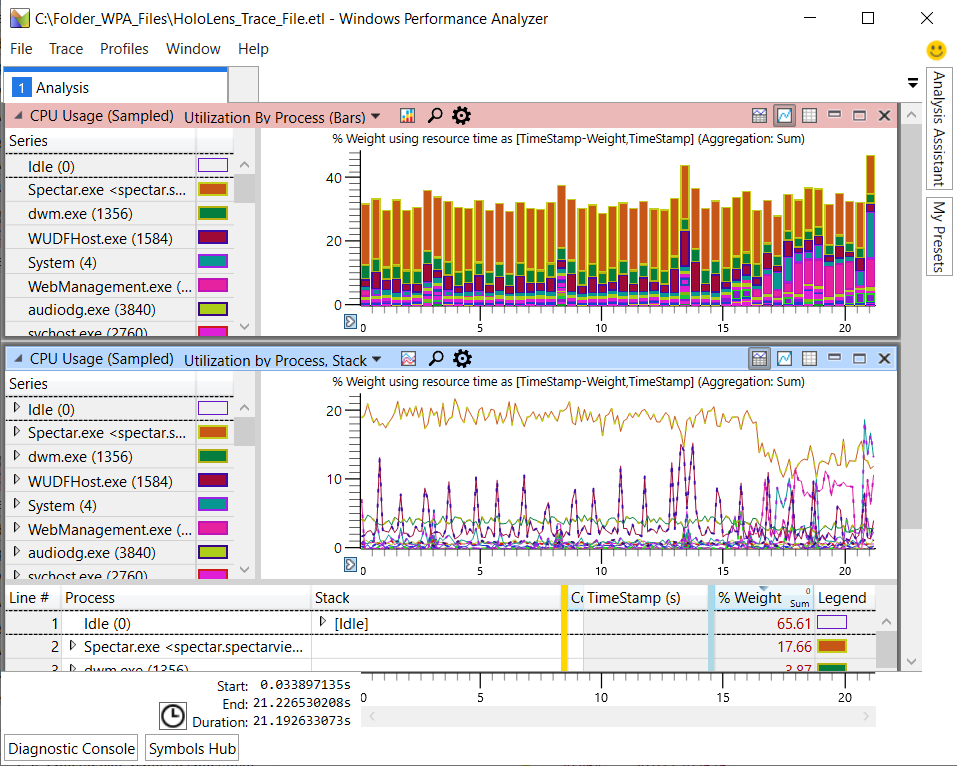 C:\Folder_WPA_Files\HoloLens_Trace_File.etl - Windows Performance Analyzer
File Trace Profiles Window Help
1 Analysis
CPU Usage (Sampled) Utilization By Process (Bars)
Series
Idle (0)
Spectar.exe <spectar.s...
dwm.exe (1356)
WUDFHost.exe (1584)
System (4)
WebManagement.exe (...
audiodg.exe (3840)
svchost.exe (2760)
% Weight using resource time as [TimeStamp-Weight,TimeStamp] (Aggregation: Sum)
40
20
0
0 5 10 15 20
CPU Usage (Sampled) Utilization by Process, Stack
Series
Idle (0)
Spectar.exe <spectar.s...
dwm.exe (1356)
WUDFHost.exe (1584)
System (4)
WebManagement.exe (...
audiodg.exe (3840)
svchost.exe (2760)
% Weight using resource time as [TimeStamp-Weight,TimeStamp] (Aggregation: Sum)
20
10
0
0 5 10 15 20
Line # Process Stack TimeStamp (s) % Weight 0 Sum Legend
1 Idle (0) [Idle] 65.61
2 Spectar.exe <spectar.spectarvie... 17.66
3 dwm.exe (1356) 3.87
Start: 0.033897135s
End: 21.226530208s
Duration: 21.192633073s
0 5 10 15 20
Diagnostic Console Symbols Hub
Analysis Assistant
My Presets